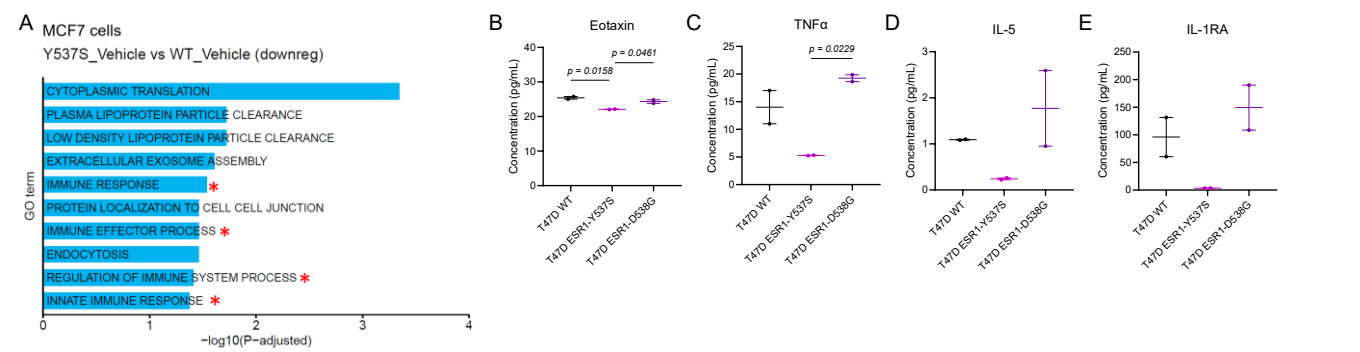 A
MCF7 cells
Y537S_Vehicle vs WT_Vehicle (downreg)
GO term
CYTOPLASMIC TRANSLATION
PLASMA LIPOPROTEIN PARTICLE CLEARANCE
LOW DENSITY LIPOPROTEIN PARTICLE CLEARANCE
EXTRACELLULAR EXOSOME ASSEMBLY
IMMUNE RESPONSE *
PROTEIN LOCALIZATION TO CELL CELL JUNCTION
IMMUNE EFFECTOR PROCESS *
ENDOCYTOSIS
REGULATION OF IMMUNE SYSTEM PROCESS *
INNATE IMMUNE RESPONSE *
0 1 2 3 4
−log10(P−adjusted)
B
Eotaxin
Concentration (pg/mL)
40
30
20
10
0
p = 0.0158
p = 0.0461
T47D WT
T47D ESR1-Y537S
T47D ESR1-D538G
C
TNFα
Concentration (pg/mL)
25
20
15
10
5
0
p = 0.0229
T47D WT
T47D ESR1-Y537S
T47D ESR1-D538G
D
IL-5
Concentration (pg/mL)
3
2
1
0
T47D WT
T47D ESR1-Y537S
T47D ESR1-D538G
E
IL-1RA
Concentration (pg/mL)
250
200
150
100
50
0
T47D WT
T47D ESR1-Y537S
T47D ESR1-D538G